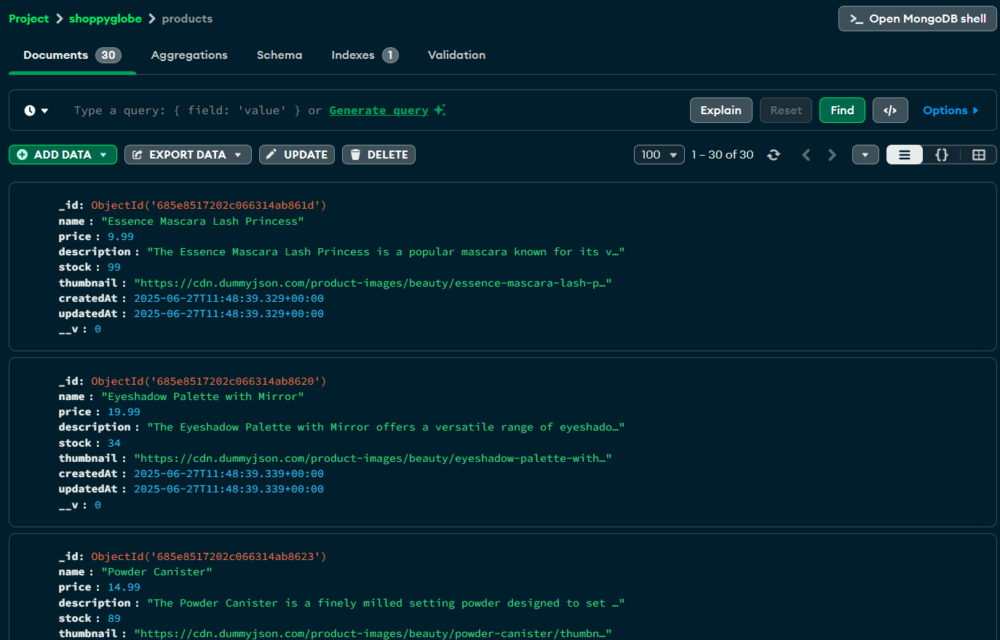 Project > shoppyglobe > products
>_ Open MongoDB shell
Documents 30 Aggregations Schema Indexes 1 Validation
Type a query: { field: 'value' } or Generate query
Explain Reset Find </> Options
ADD DATA EXPORT DATA UPDATE DELETE
100 1 – 30 of 30 {}
_id: ObjectId('685e8517202c066314ab861d')
name : "Essence Mascara Lash Princess"
price : 9.99
description : "The Essence Mascara Lash Princess is a popular mascara known for its v…"
stock : 99
thumbnail : "https://cdn.dummyjson.com/product-images/beauty/essence-mascara-lash-p…"
createdAt : 2025-06-27T11:48:39.329+00:00
updatedAt : 2025-06-27T11:48:39.329+00:00
__v : 0
_id: ObjectId('685e8517202c066314ab8620')
name : "Eyeshadow Palette with Mirror"
price : 19.99
description : "The Eyeshadow Palette with Mirror offers a versatile range of eyeshado…"
stock : 34
thumbnail : "https://cdn.dummyjson.com/product-images/beauty/eyeshadow-palette-with…"
createdAt : 2025-06-27T11:48:39.339+00:00
updatedAt : 2025-06-27T11:48:39.339+00:00
__v : 0
_id: ObjectId('685e8517202c066314ab8623')
name : "Powder Canister"
price : 14.99
description : "The Powder Canister is a finely milled setting powder designed to set …"
stock : 89
thumbnail : "https://cdn.dummyjson.com/product-images/beauty/powder-canister/thumbn…"